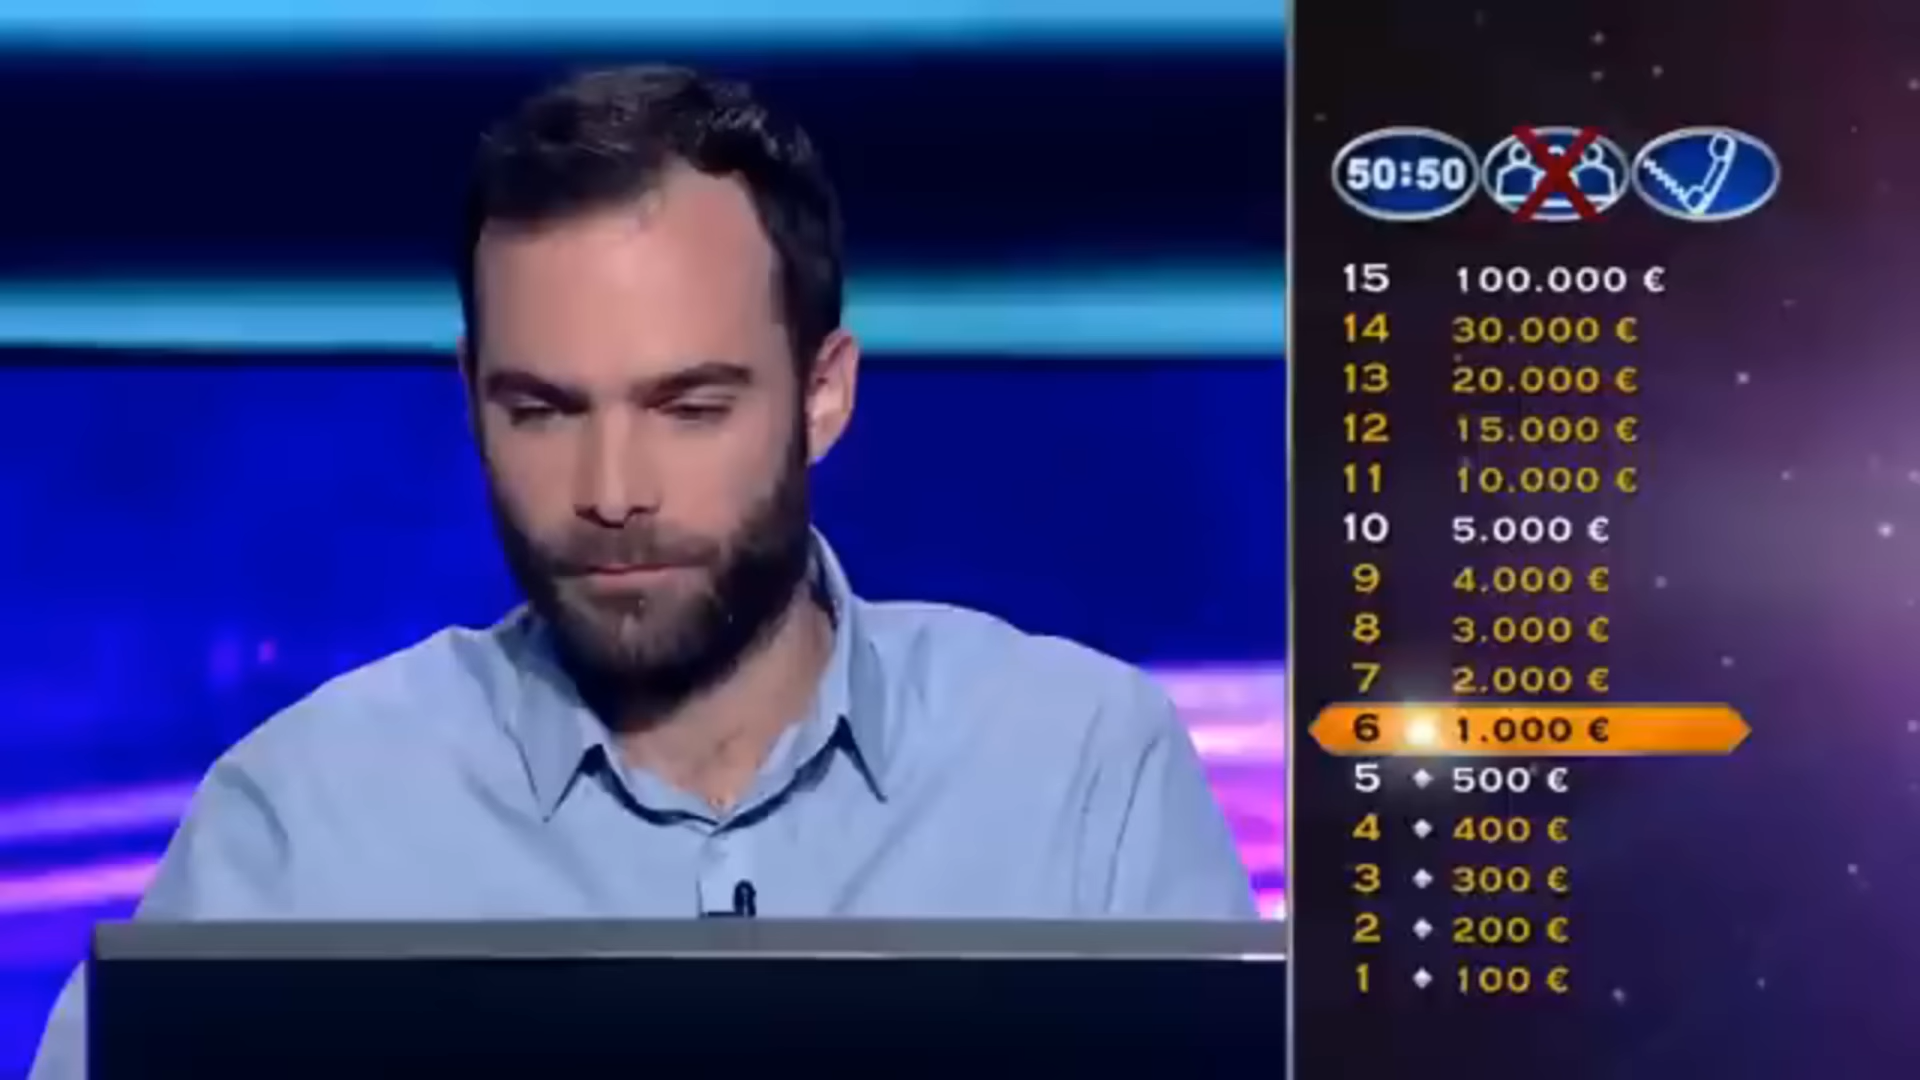 50:50
15 100.000 €
14 30.000 €
13 20.000 €
12 15.000 €
11 10.000 €
10 5.000 €
9 4.000 €
8 3.000 €
7 2.000 €
6 1.000 €
5 500 €
4 400 €
3 300 €
2 200 €
1 100 €